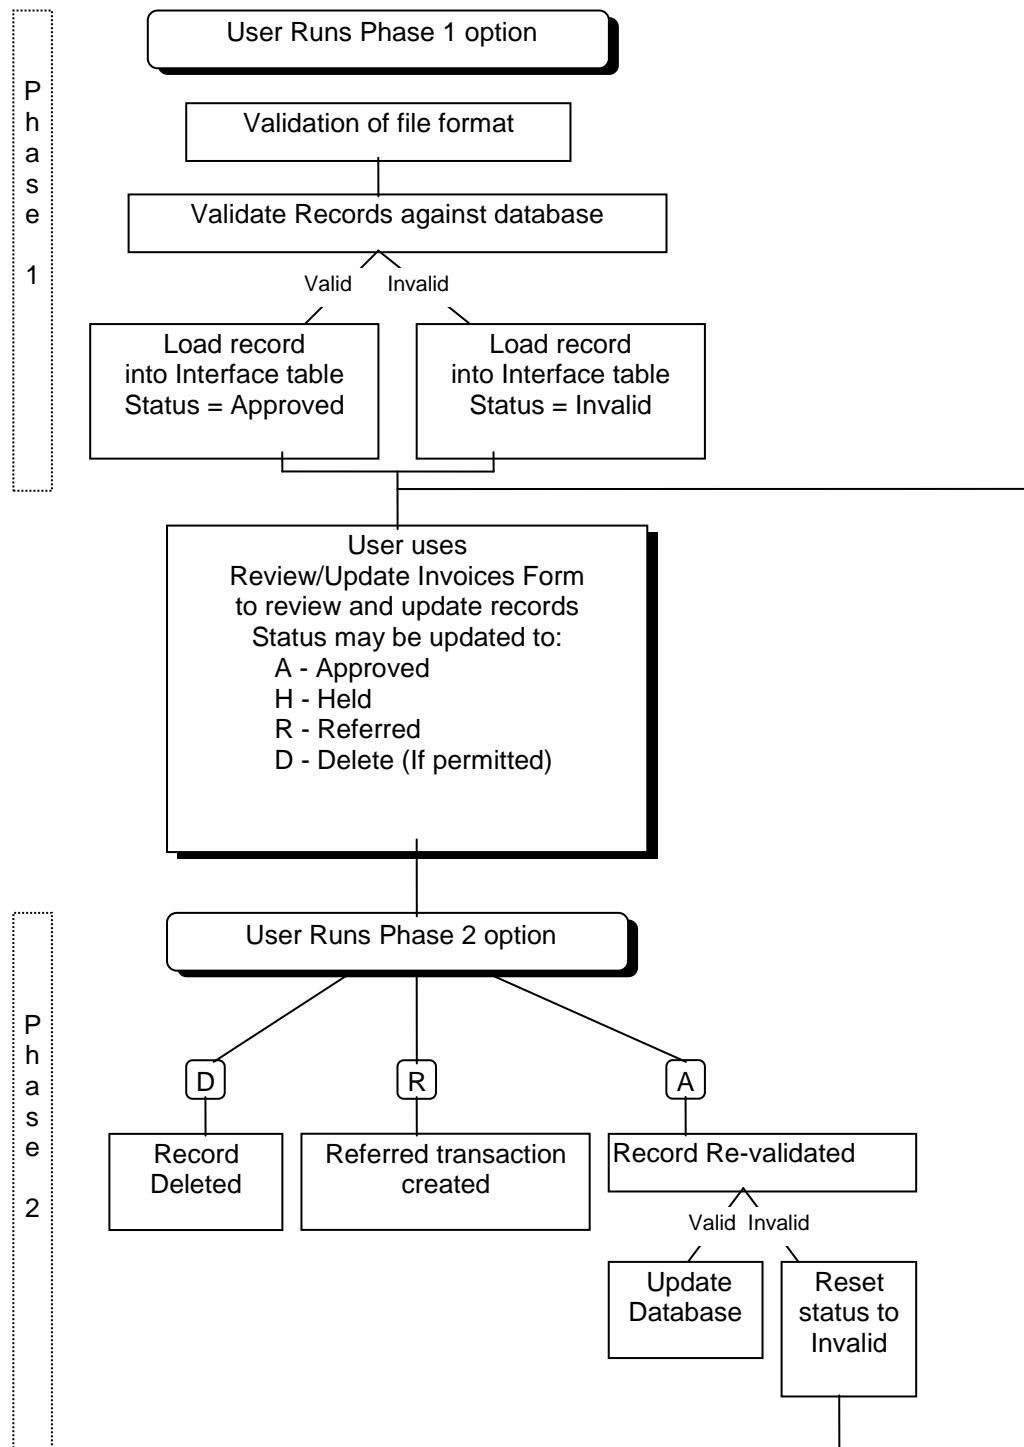 User Runs Phase 1 option
Phase 1
Validation of file format
Validate Records against database
Valid Invalid
Load record
into Interface table
Status = Approved
Load record
into Interface table
Status = Invalid
User uses
Review/Update Invoices Form
to review and update records
Status may be updated to:
A - Approved
H - Held
R - Referred
D - Delete (If permitted)
User Runs Phase 2 option
Phase 2
D
R
A
Record
Deleted
Referred transaction
created
Record Re-validated
Valid Invalid
Update
Database
Reset
status to
Invalid